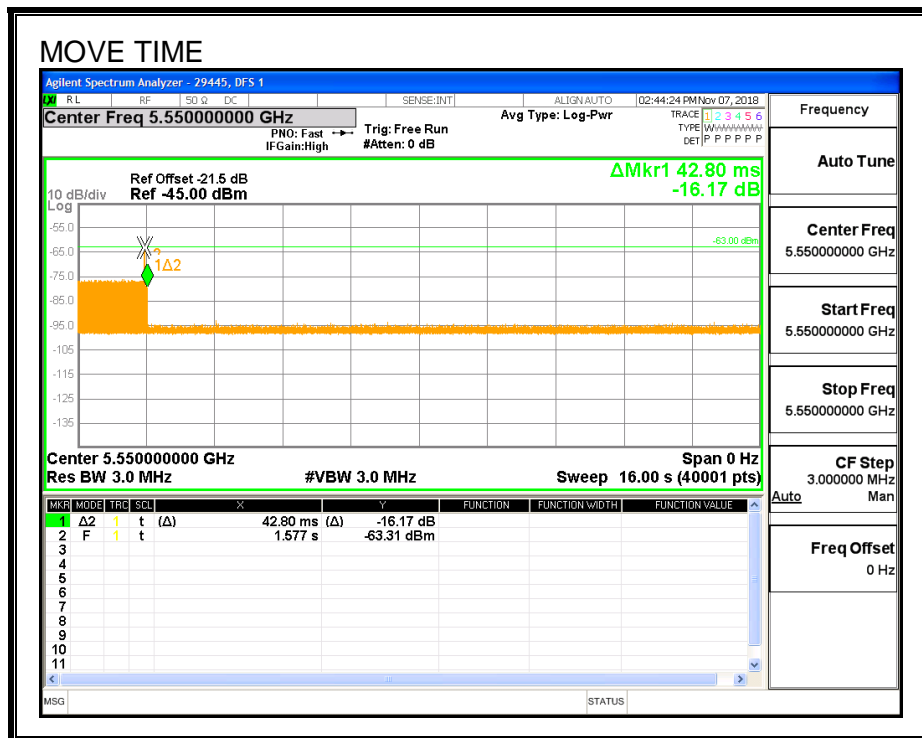 MOVE TIME
Agilent Spectrum Analyzer - 29445, DFS 1
LXI RL RF 50 Ω DC SENSE:INT ALIGN AUTO 02:44:24 PM Nov 07, 2018
Center Freq 5.550000000 GHz
PNO: Fast
IFGain:High
Trig: Free Run
#Atten: 0 dB
Avg Type: Log-Pwr
TRACE 1 2 3 4 5 6
TYPE WWWWWW
DET P P P P P P
Ref Offset -21.5 dB
10 dB/div Ref -45.00 dBm
Log
ΔMkr1 42.80 ms
-16.17 dB
-55.0
-63.00 dBm
-65.0
1Δ2
-75.0
-85.0
-95.0
-105
-115
-125
-135
Center 5.550000000 GHz Span 0 Hz
Res BW 3.0 MHz #VBW 3.0 MHz Sweep 16.00 s (40001 pts)
MKR MODE TRC SCL X Y FUNCTION FUNCTION WIDTH FUNCTION VALUE
1 Δ2 1 t (Δ) 42.80 ms (Δ) -16.17 dB
2 F 1 t 1.577 s -63.31 dBm
3
4
5
6
7
8
9
10
11
MSG STATUS
Frequency
Auto Tune
Center Freq
5.550000000 GHz
Start Freq
5.550000000 GHz
Stop Freq
5.550000000 GHz
CF Step
3.000000 MHz
Auto Man
Freq Offset
0 Hz